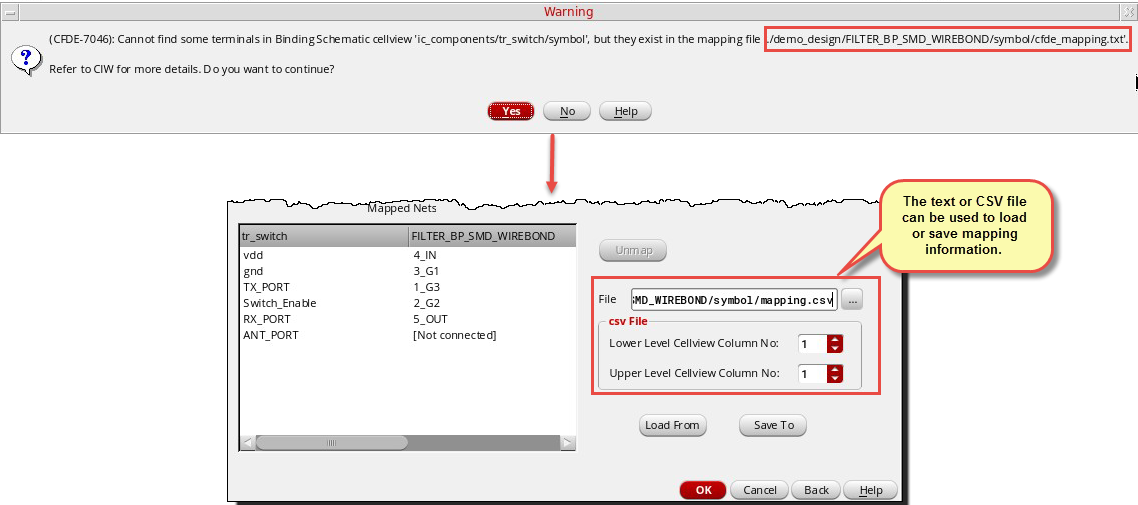 Warning
(CFDE-7046): Cannot find some terminals in Binding Schematic cellview 'ic_components/tr_switch/symbol', but they exist in the mapping file './demo_design/FILTER_BP_SMD_WIREBOND/symbol/cfde_mapping.txt'.
?
Refer to CIW for more details. Do you want to continue?
Yes No Help
Mapped Nets
The text or CSV file
can be used to load
or save mapping
information.
tr_switch FILTER_BP_SMD_WIREBOND
vdd 4_IN
gnd 3_G1
TX_PORT 1_G3
Switch_Enable 2_G2
RX_PORT 5_OUT
ANT_PORT [Not connected]
Unmap
File SMD_WIREBOND/symbol/mapping.csv ...
csv File
Lower Level Cellview Column No: 1
Upper Level Cellview Column No: 1
Load From Save To
OK Cancel Back Help